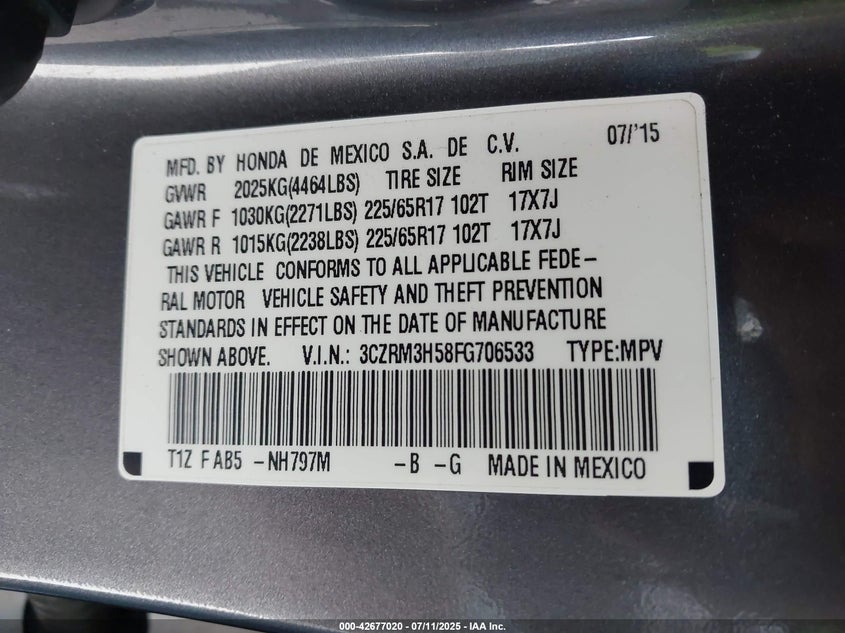 MFD. BY HONDA DE MEXICO S.A. DE C.V. 07/'15
GVWR 2025KG(4464LBS) TIRE SIZE RIM SIZE
GAWR F 1030KG(2271LBS) 225/65R17 102T 17X7J
GAWR R 1015KG(2238LBS) 225/65R17 102T 17X7J
THIS VEHICLE CONFORMS TO ALL APPLICABLE FEDE-
RAL MOTOR VEHICLE SAFETY AND THEFT PREVENTION
STANDARDS IN EFFECT ON THE DATE OF MANUFACTURE
SHOWN ABOVE. V.I.N.: 3CZRM3H58FG706533 TYPE:MPV
T1Z F AB5 -NH797M -B -G MADE IN MEXICO
000-42677020 - 07/11/2025 - IAA Inc.